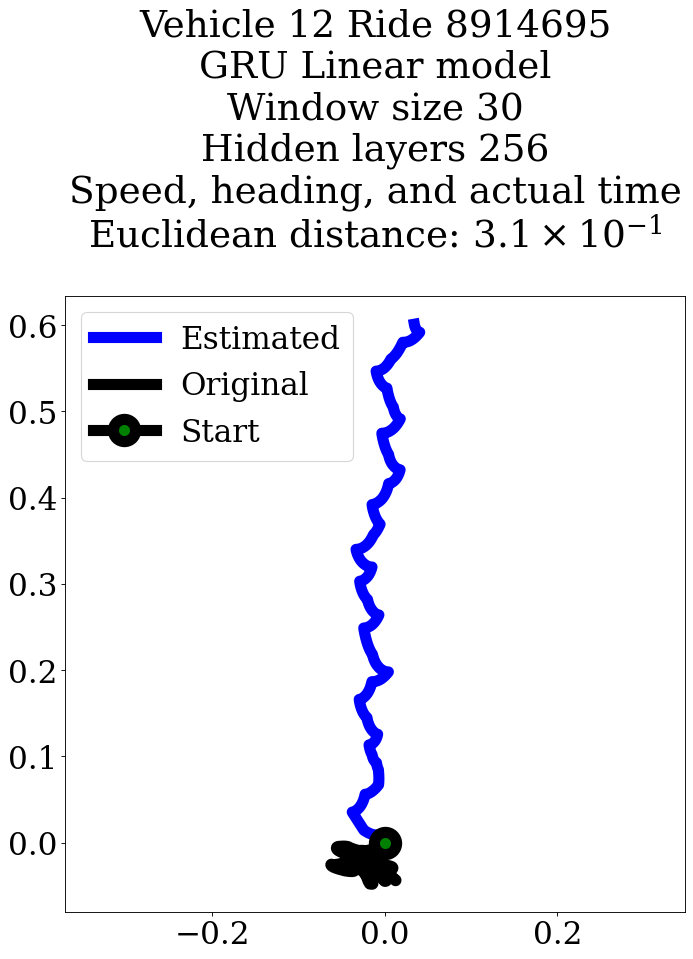 Vehicle 12 Ride 8914695
GRU Linear model
Window size 30
Hidden layers 256
Speed, heading, and actual time
Euclidean distance: 3.1 × 10⁻¹
Estimated
Original
Start
0.6
0.5
0.4
0.3
0.2
0.1
0.0
−0.2 0.0 0.2